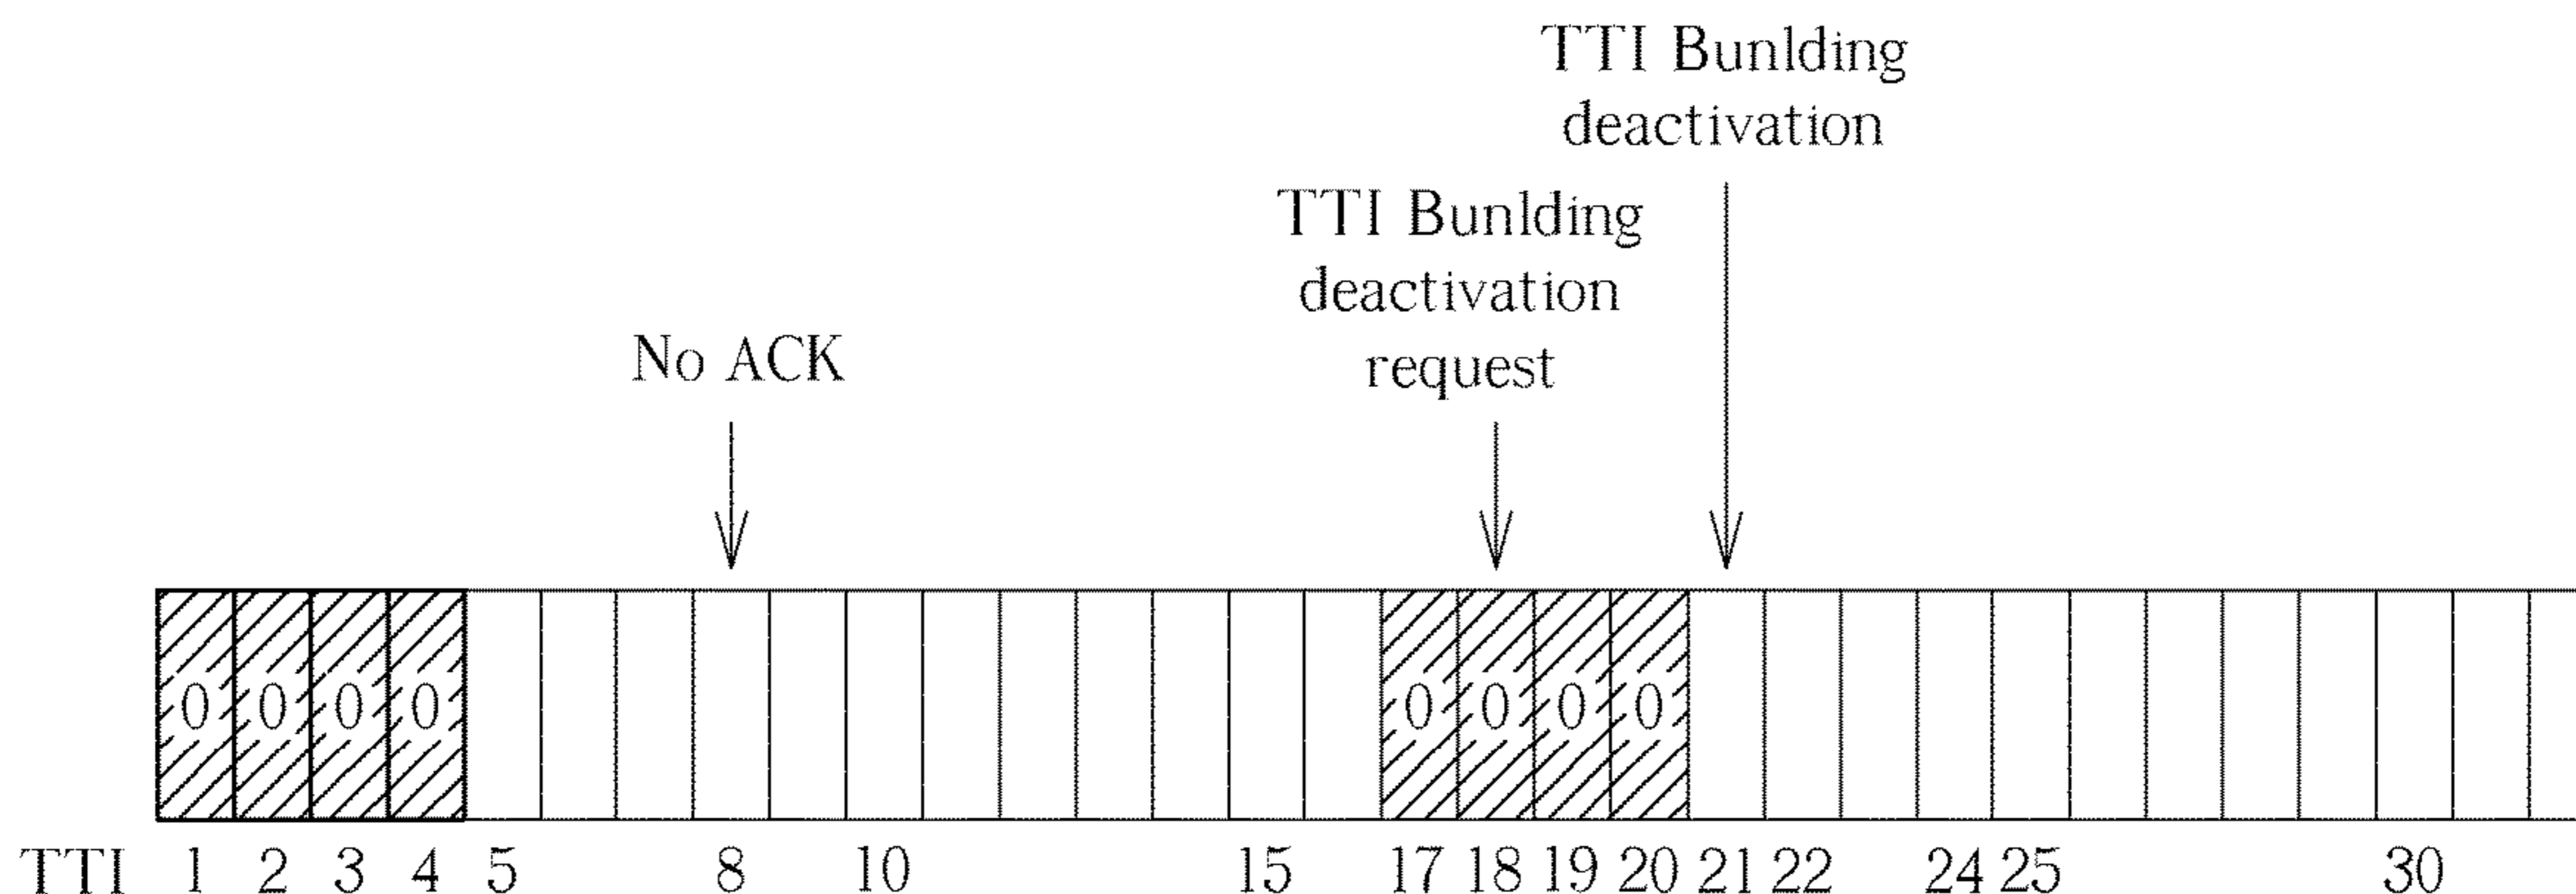 TTI Bunlding
deactivation
TTI Bunlding
deactivation
request
No ACK
0 0 0 0 0 0 0 0
TTI 1 2 3 4 5 8 10 15 17 18 19 20 21 22 24 25 30